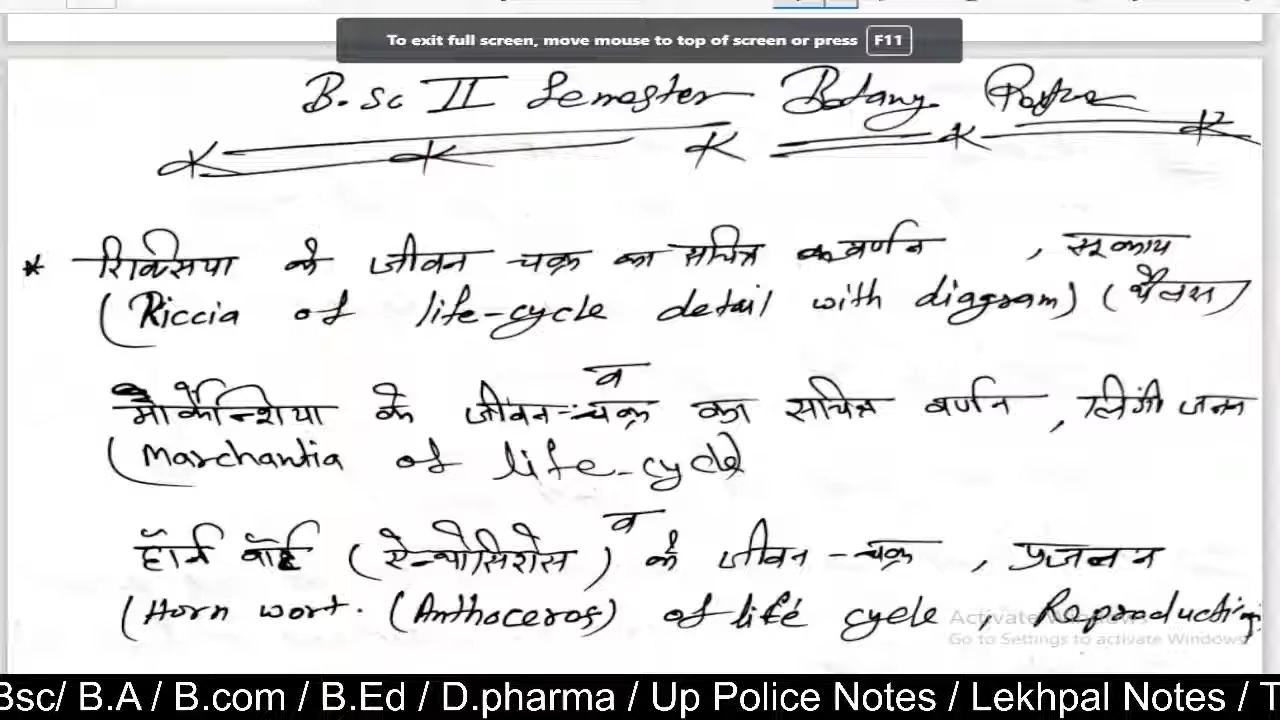 To exit full screen, move mouse to top of screen or press F11
B.Sc II Semester Botany
* रिक्सिया के जीवन चक्र का सचित्र वर्णन , सूकाय
(Riccia of life-cycle detail with diagram) (थैलस)
मार्केन्शिया के जीवन-चक्र व का सचित्र वर्णन , लिंगी जनन
(Marchantia of life-cycle)
हॉर्न वॉर्ट (ऐन्थोसिरोस) व के जीवन-चक्र , प्रजनन
(Horn wort. (Anthoceros) of life cycle , Reproduction
Activate Windows
Go to Settings to activate Windows.
Bsc/ B.A / B.com / B.Ed / D.pharma / Up Police Notes / Lekhpal Notes / T